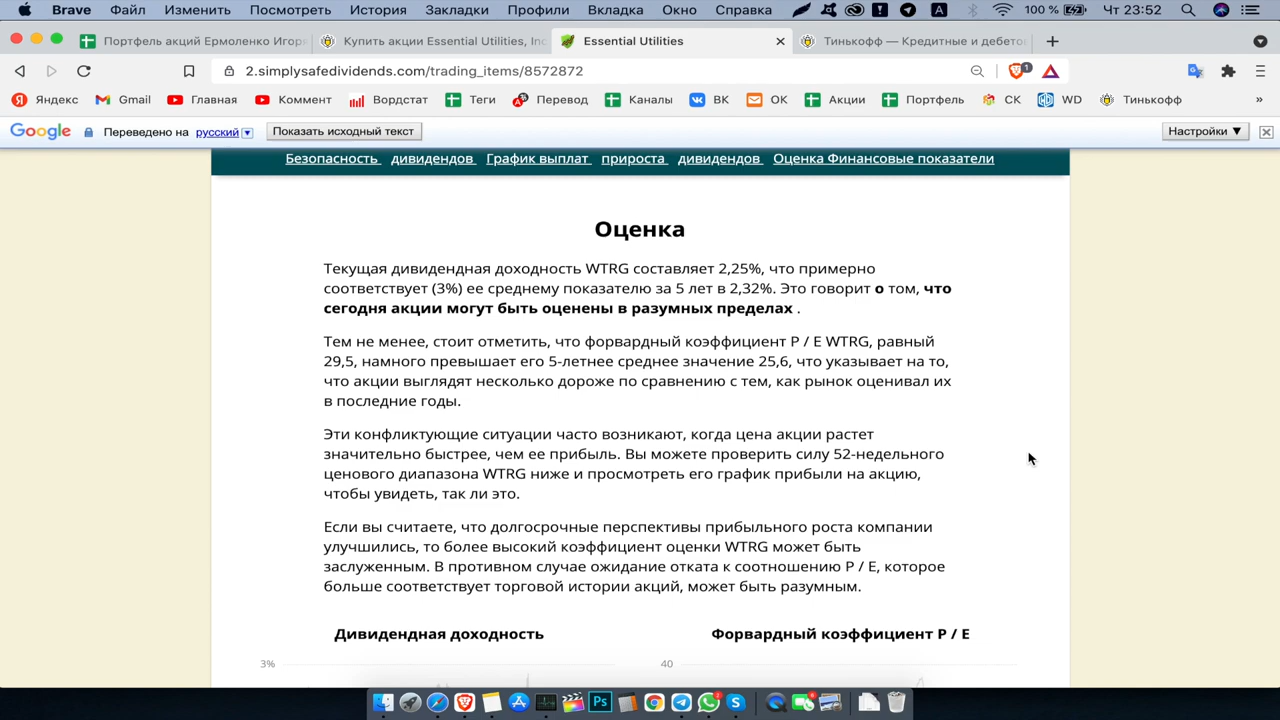 Brave Файл Изменить Посмотреть История Закладки Профили Вкладка Окно Справка А 100 % Чт 23:52
Портфель акций Ермоленко Игоря Купить акции Essential Utilities, Inc Essential Utilities Тинькофф — Кредитные и дебето
2.simplysafedividends.com/trading_items/8572872 1
Яндекс Gmail Главная Коммент Вордстат Теги Перевод Каналы ВК ОК Акции Портфель СК WD Тинькофф »
Google Переведено на русский Показать исходный текст Настройки ▼
Безопасность дивидендов График выплат прироста дивидендов Оценка Финансовые показатели
Оценка
Текущая дивидендная доходность WTRG составляет 2,25%, что примерно
соответствует (3%) ее среднему показателю за 5 лет в 2,32%. Это говорит о том, что
сегодня акции могут быть оценены в разумных пределах .
Тем не менее, стоит отметить, что форвардный коэффициент P / E WTRG, равный
29,5, намного превышает его 5-летнее среднее значение 25,6, что указывает на то,
что акции выглядят несколько дороже по сравнению с тем, как рынок оценивал их
в последние годы.
Эти конфликтующие ситуации часто возникают, когда цена акции растет
значительно быстрее, чем ее прибыль. Вы можете проверить силу 52-недельного
ценового диапазона WTRG ниже и просмотреть его график прибыли на акцию,
чтобы увидеть, так ли это.
Если вы считаете, что долгосрочные перспективы прибыльного роста компании
улучшились, то более высокий коэффициент оценки WTRG может быть
заслуженным. В противном случае ожидание отката к соотношению P / E, которое
больше соответствует торговой истории акций, может быть разумным.
Дивидендная доходность Форвардный коэффициент P / E
3% 40
Ps